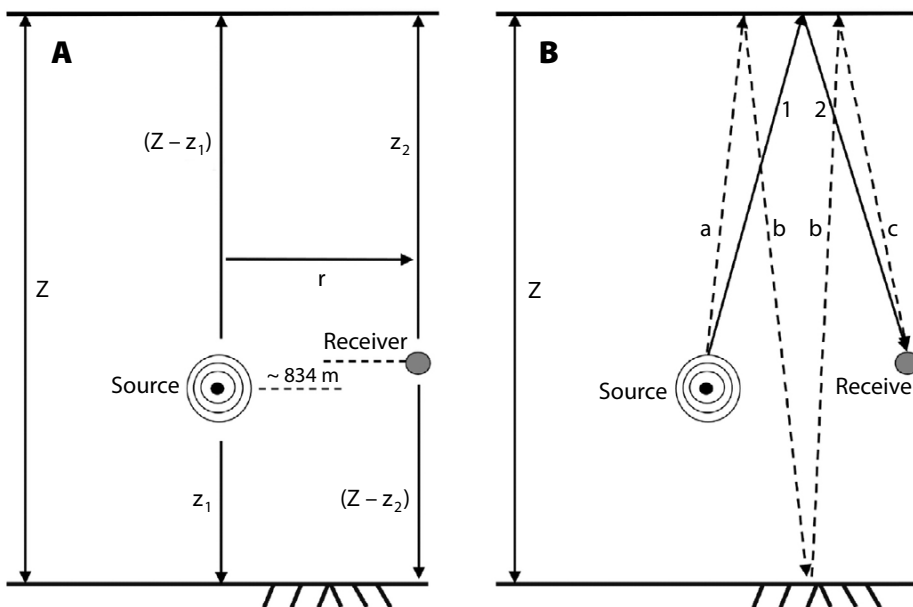 A
(Z – z₁)
z₂
Z
r
Receiver
Source
~ 834 m
z₁
(Z – z₂)
B
1
2
a
b
b
c
Z
Source
Receive